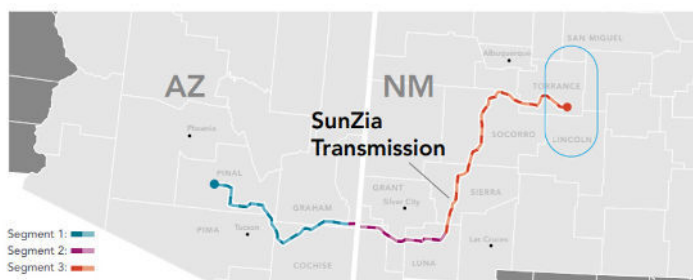 SAN MIGUEL
Albuquerque
AZ
NM
TORRANCE
SunZia
Transmission
Phoenix
SOCORRO
LINCOLN
PINAL
GRANT
Silver City
SIERRA
GRAHAM
PIMA
Tucson
Las Cruces
COCHISE
LUNA
Segment 1:
Segment 2:
Segment 3: